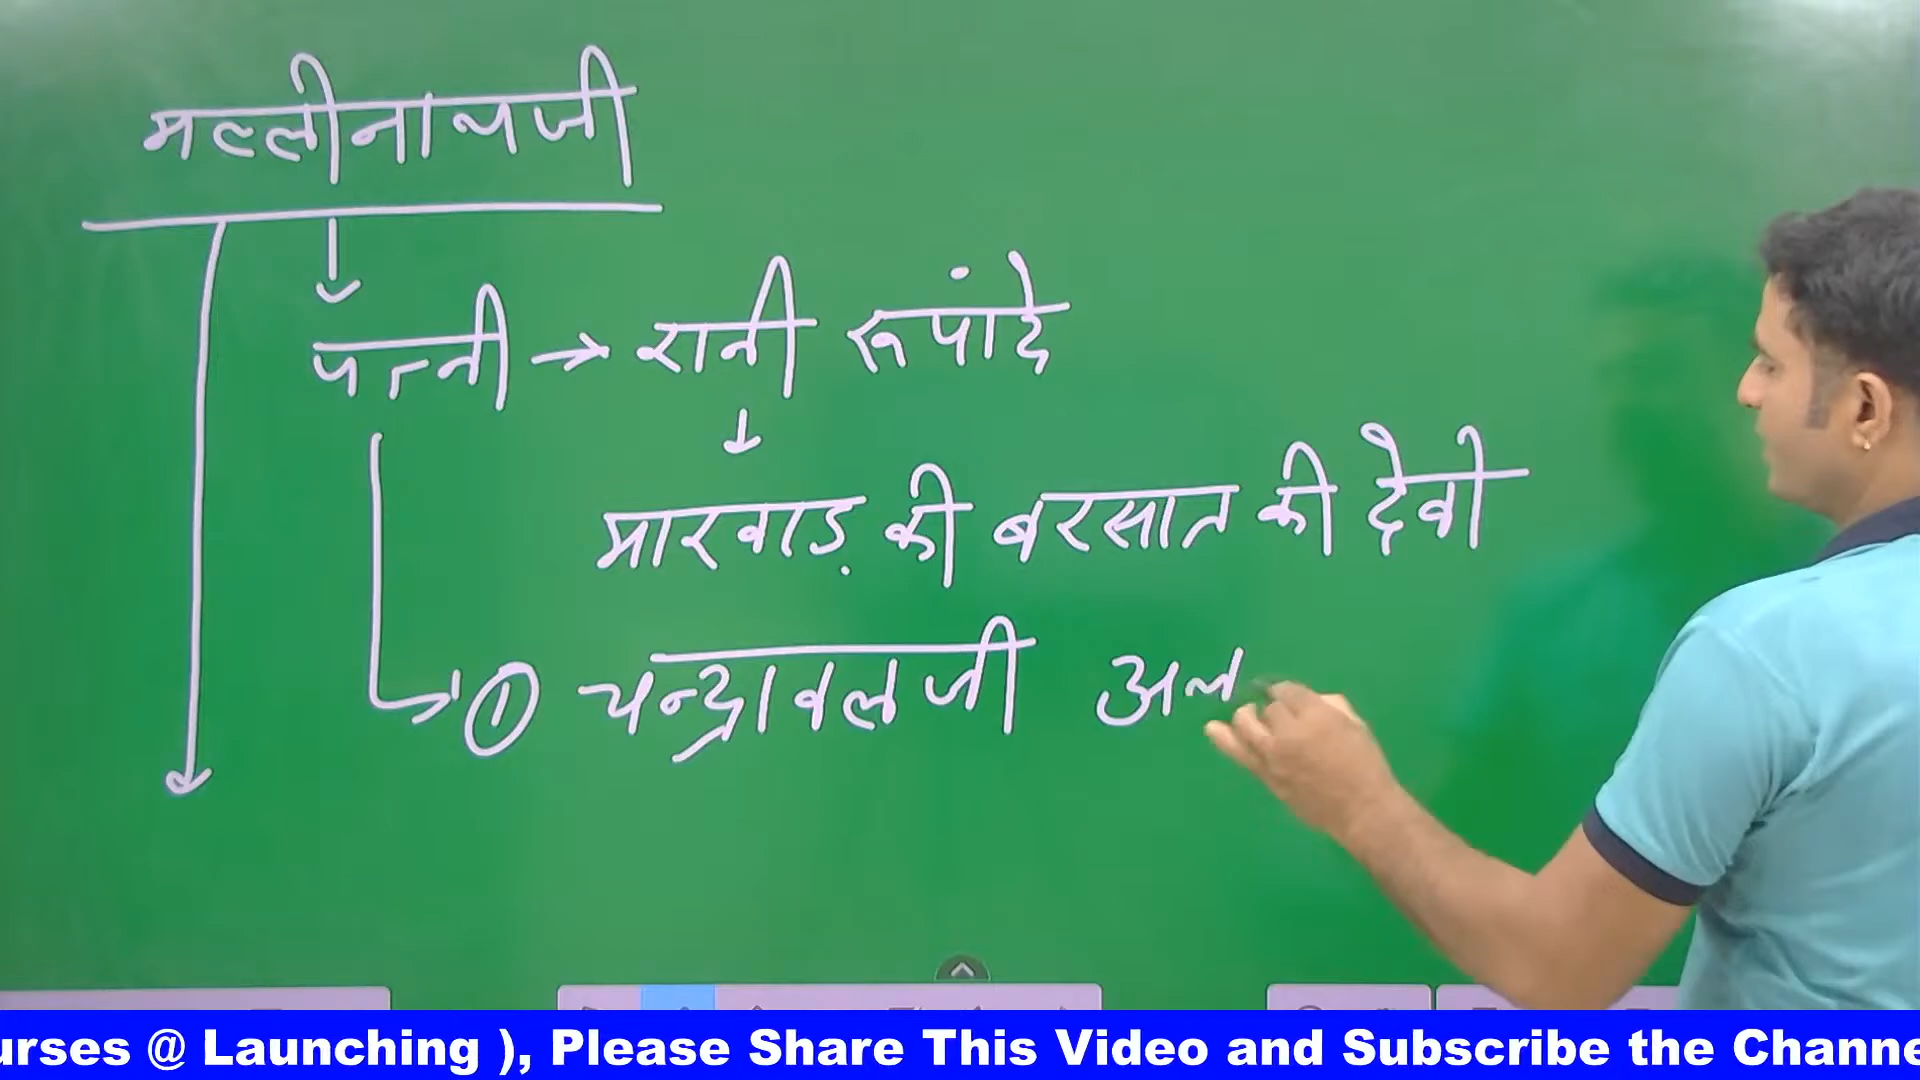 मल्लीनाथजी
पत्नी → रानी रूपांदे
मारवाड़ की बरसात की देवी
① चन्द्रावलजी
urses @ Launching ), Please Share This Video and Subscribe the Channe